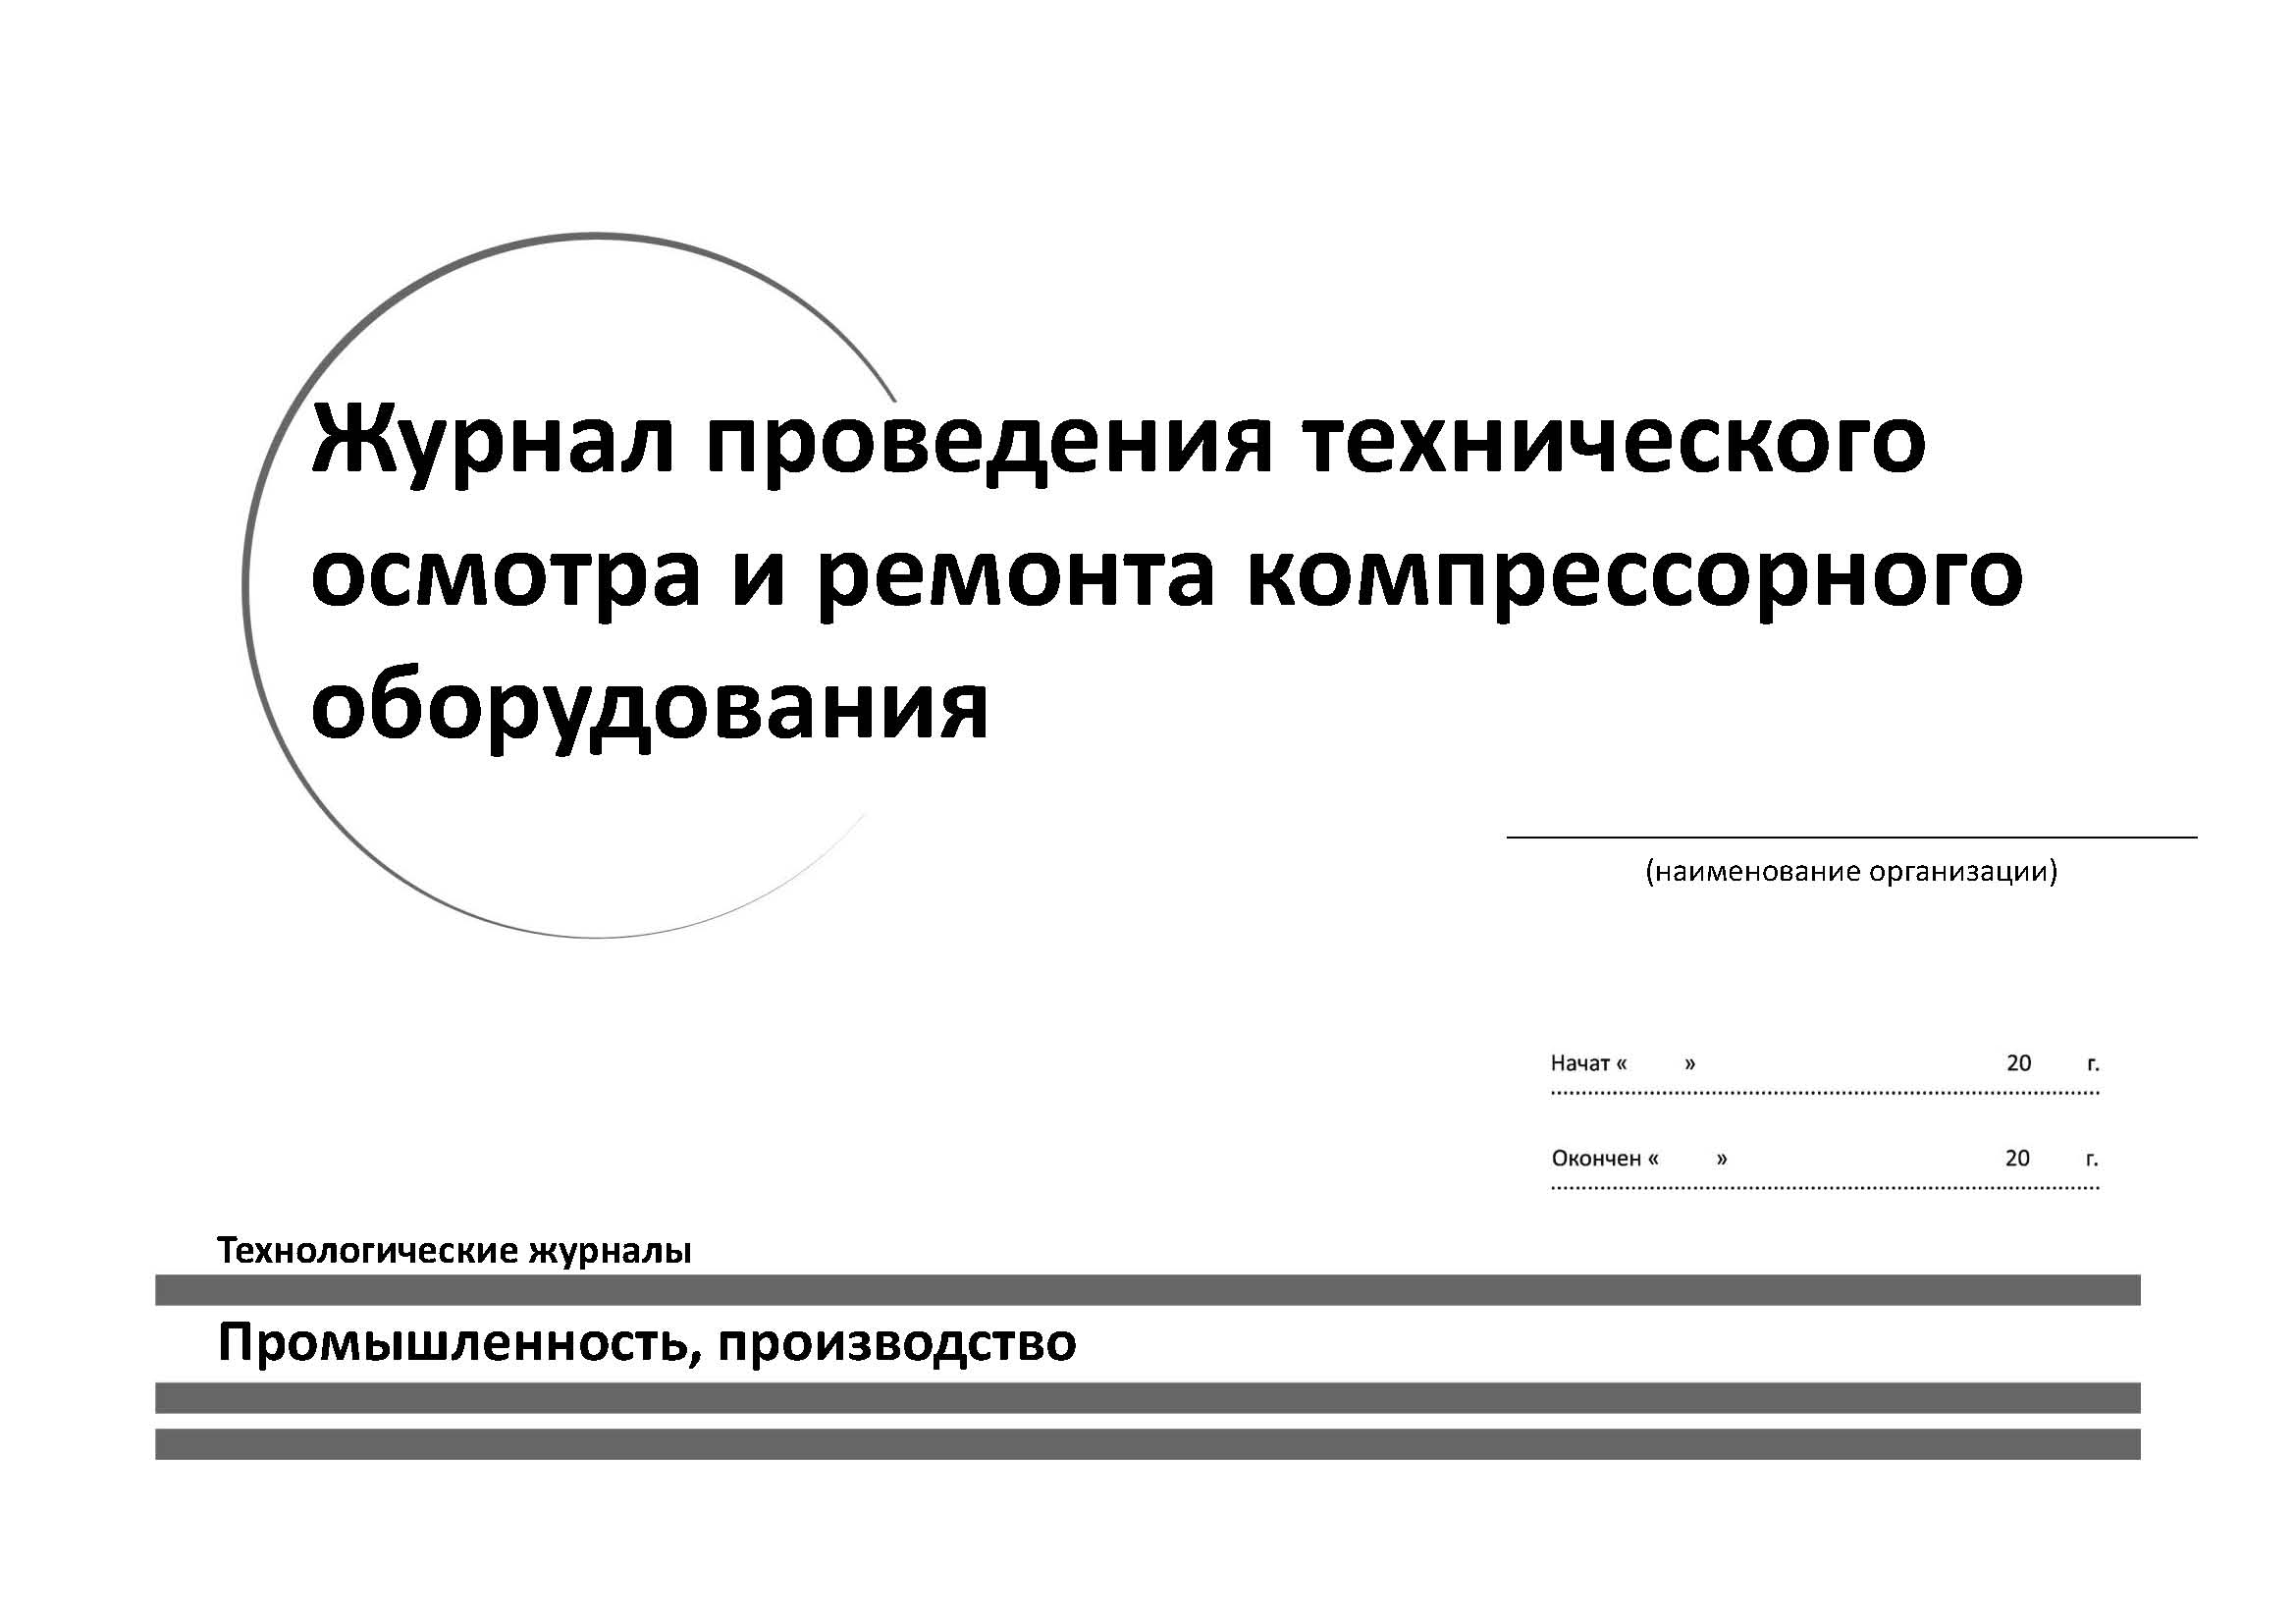 Журнал проведения технического
осмотра и ремонта компрессорного
оборудования
(наименование организации)
Начат « » 20 г.
Окончен « » 20 г.
Технологические журналы
Промышленность, производство